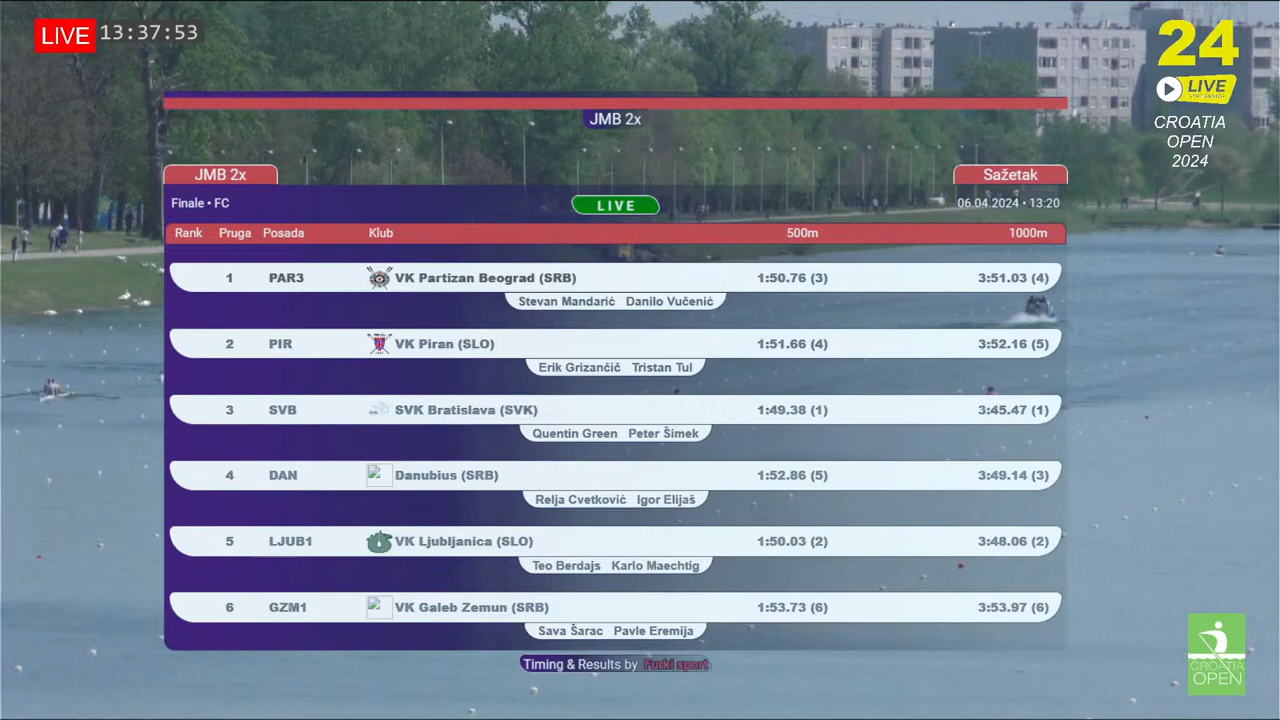 LIVE 13:37:53
24
LIVE
CROATIA
OPEN
2024
JMB 2x
JMB 2x Sažetak
Finale • FC LIVE 06.04.2024 • 13:20
Rank Pruga Posada Klub 500m 1000m
1 PAR3 VK Partizan Beograd (SRB) 1:50.76 (3) 3:51.03 (4)
Stevan Mandarić Danilo Vučenić
2 PIR VK Piran (SLO) 1:51.66 (4) 3:52.16 (5)
Erik Grizančič Tristan Tul
3 SVB SVK Bratislava (SVK) 1:49.38 (1) 3:45.47 (1)
Quentin Green Peter Šimek
4 DAN Danubius (SRB) 1:52.86 (5) 3:49.14 (3)
Relja Cvetković Igor Elijaš
5 LJUB1 VK Ljubljanica (SLO) 1:50.03 (2) 3:48.06 (2)
Teo Berdajs Karlo Maechtig
6 GZM1 VK Galeb Zemun (SRB) 1:53.73 (6) 3:53.97 (6)
Sava Šarac Pavle Eremija
Timing & Results by Furki sport
CROATIA
OPEN